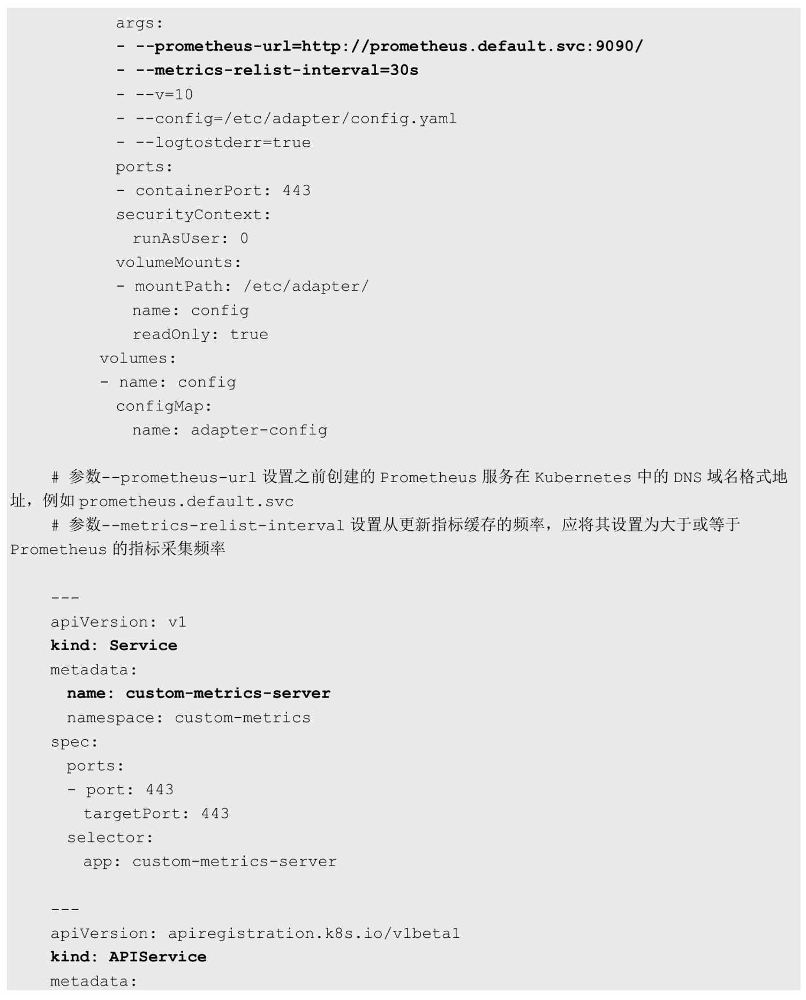 args:
- --prometheus-url=http://prometheus.default.svc:9090/
- --metrics-relist-interval=30s
- --v=10
- --config=/etc/adapter/config.yaml
- --logtostderr=true
ports:
- containerPort: 443
securityContext:
  runAsUser: 0
volumeMounts:
- mountPath: /etc/adapter/
  name: config
  readOnly: true
volumes:
- name: config
  configMap:
    name: adapter-config
# 参数--prometheus-url 设置之前创建的 Prometheus 服务在 Kubernetes 中的 DNS 域名格式地
址，例如 prometheus.default.svc
# 参数--metrics-relist-interval 设置从更新指标缓存的频率，应将其设置为大于或等于
Prometheus 的指标采集频率
---
apiVersion: v1
kind: Service
metadata:
  name: custom-metrics-server
  namespace: custom-metrics
spec:
  ports:
  - port: 443
    targetPort: 443
  selector:
    app: custom-metrics-server
---
apiVersion: apiregistration.k8s.io/v1beta1
kind: APIService
metadata: